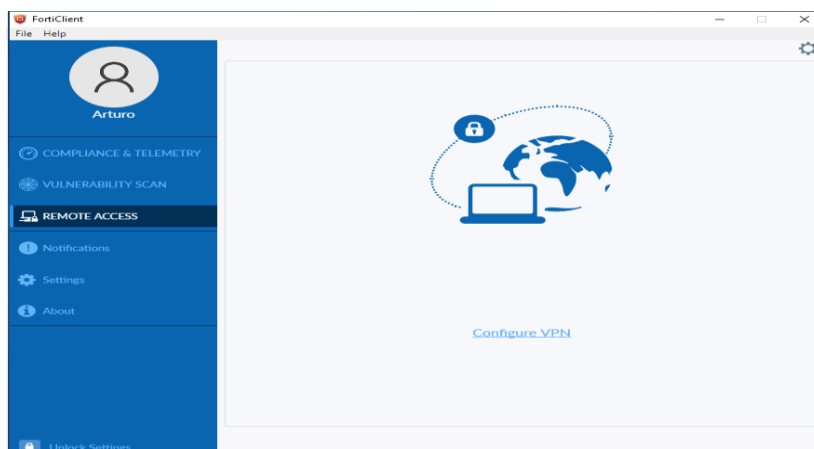 FortiClient
File Help
Arturo
COMPLIANCE & TELEMETRY
VULNERABILITY SCAN
REMOTE ACCESS
Notifications
Settings
About
Configure VPN
Unlock Settings